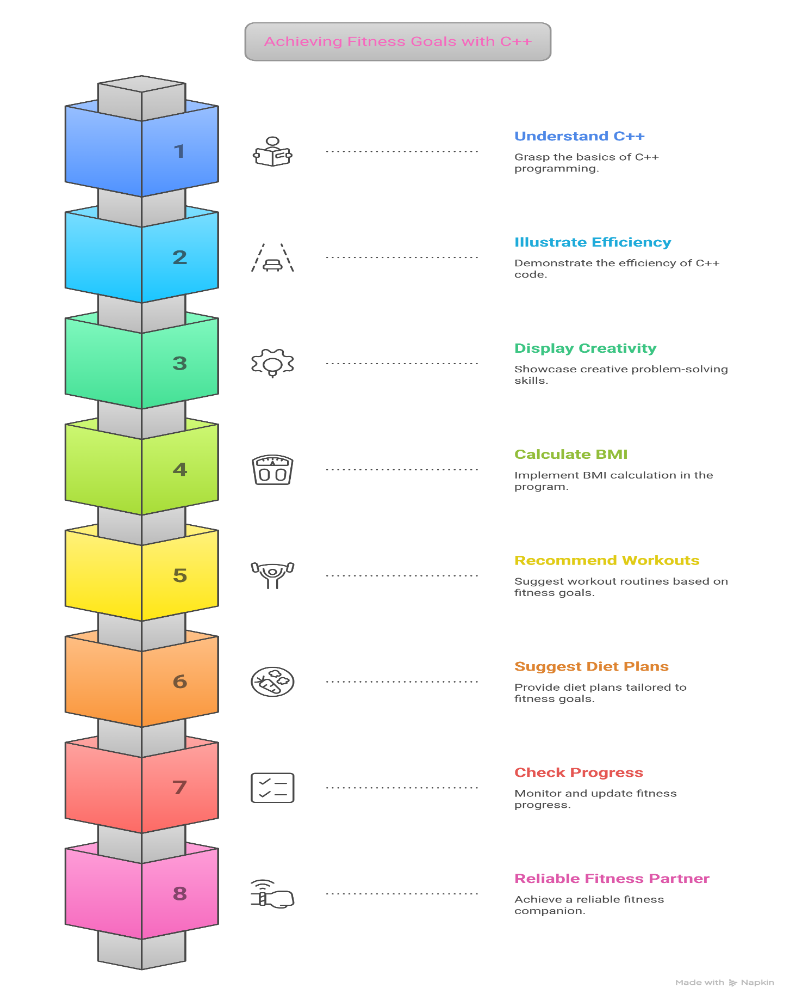 Achieving Fitness Goals with C++
1
Understand C++
Grasp the basics of C++
programming.
2
Illustrate Efficiency
Demonstrate the efficiency of C++
code.
3
Display Creativity
Showcase creative problem-solving
skills.
4
Calculate BMI
Implement BMI calculation in the
program.
5
Recommend Workouts
Suggest workout routines based on
fitness goals.
6
Suggest Diet Plans
Provide diet plans tailored to
fitness goals.
7
Check Progress
Monitor and update fitness
progress.
8
Reliable Fitness Partner
Achieve a reliable fitness
companion.
Made with Napkin